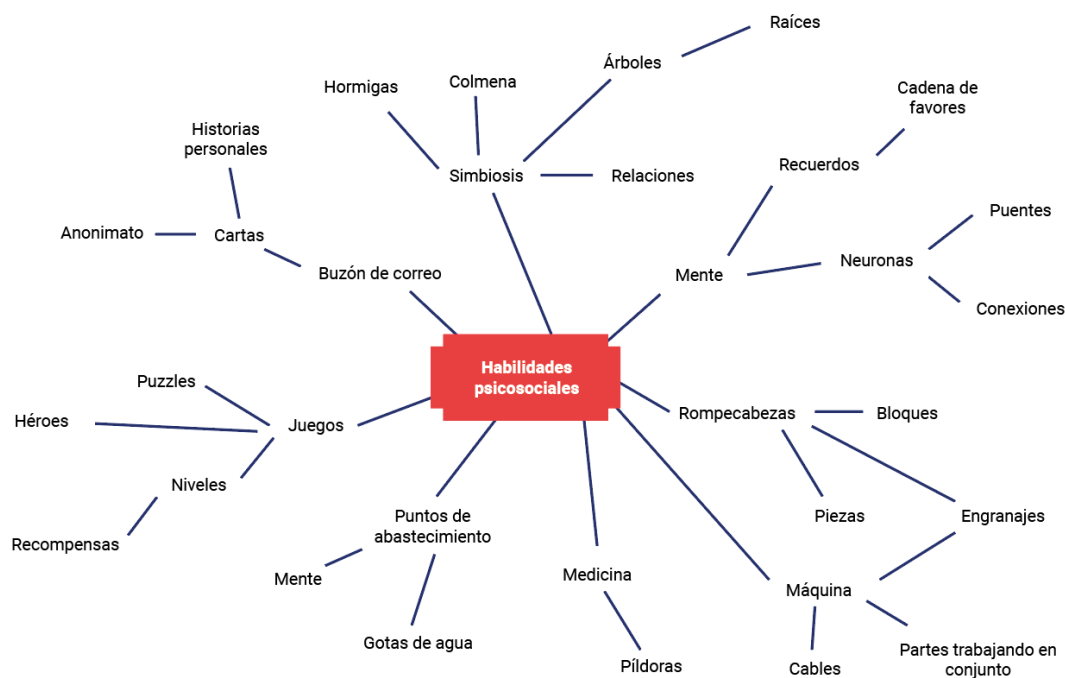 Raíces
Árboles
Colmena
Hormigas
Cadena de
favores
Historias
personales
Recuerdos
Simbiosis
Relaciones
Puentes
Anonimato
Cartas
Neuronas
Buzón de correo
Mente
Conexiones
Habilidades
psicosociales
Puzzles
Rompecabezas
Bloques
Héroes
Juegos
Niveles
Puntos de
abastecimiento
Piezas
Engranajes
Recompensas
Mente
Medicina
Máquina
Gotas de agua
Píldoras
Cables
Partes trabajando en
conjunto